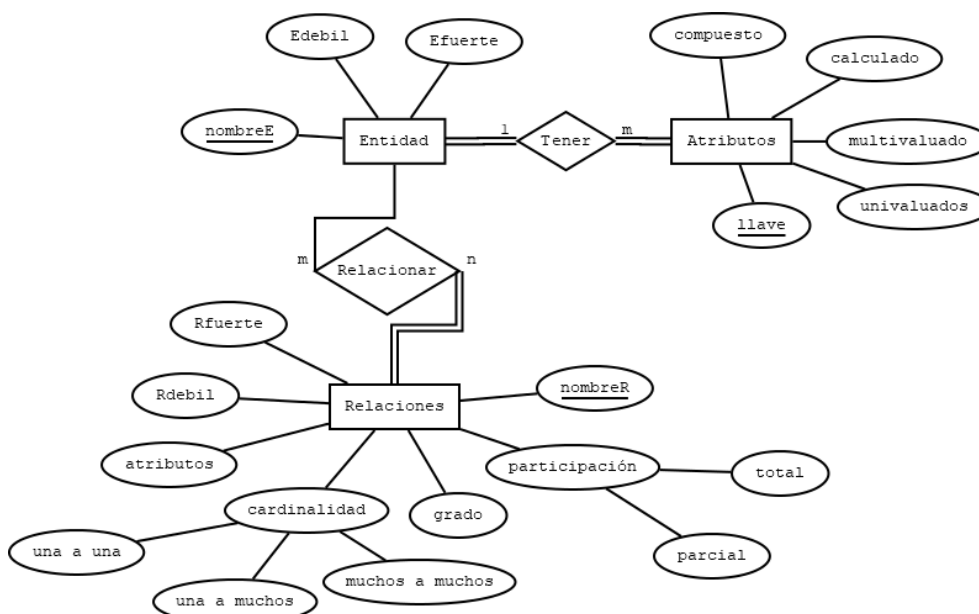 Edebil
Efuerte
compuesto
calculado
nombreE
Entidad
1
Tener
m
Atributos
multivaluado
univaluados
llave
m
Relacionar
n
Rfuerte
Rdebil
Relaciones
nombreR
atributos
participación
total
cardinalidad
grado
parcial
una a una
muchos a muchos
una a muchos